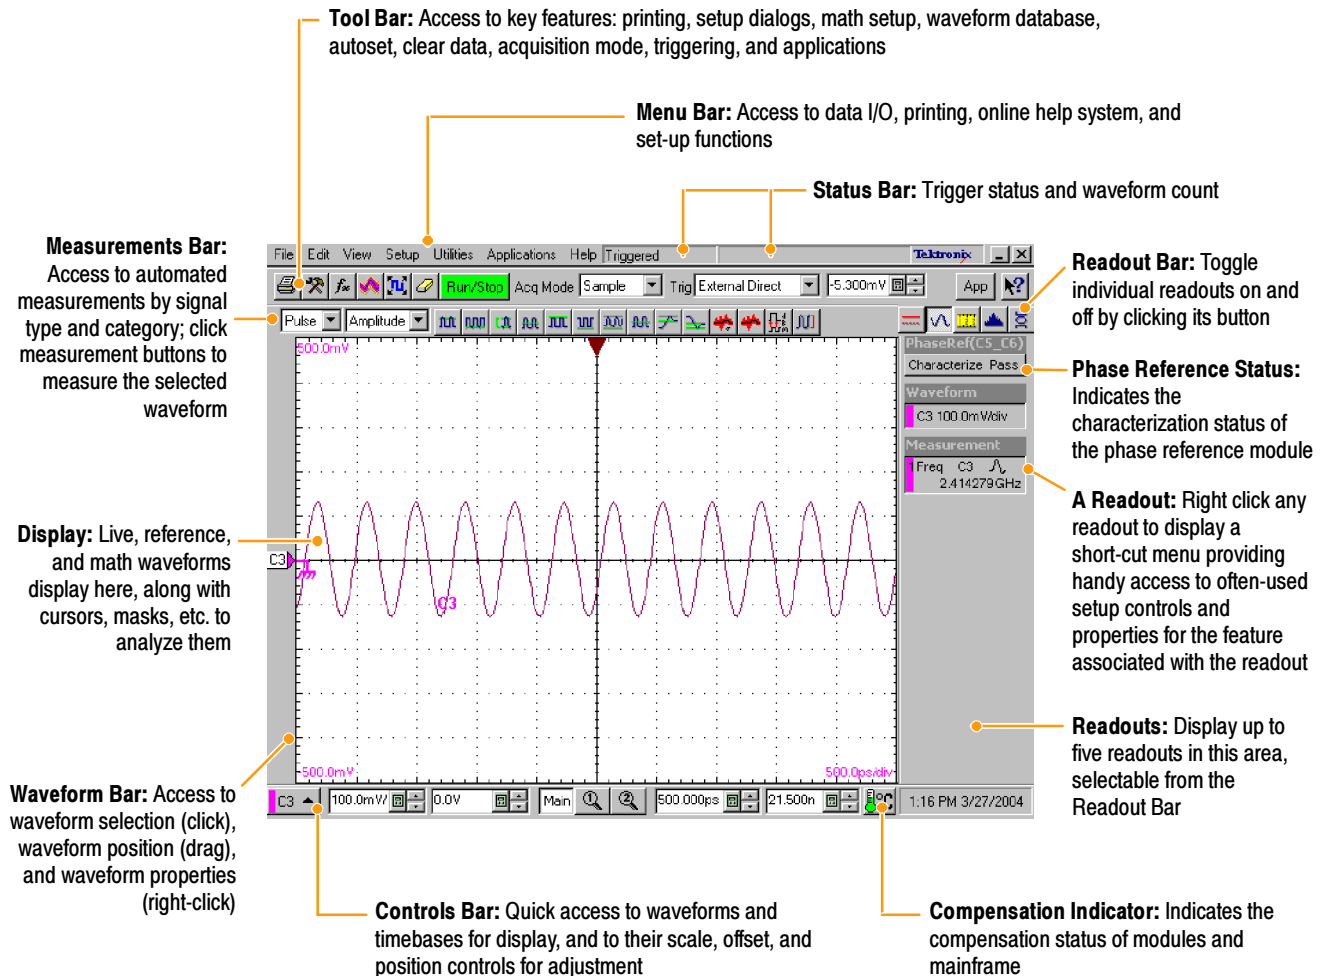 Tool Bar: Access to key features: printing, setup dialogs, math setup, waveform database,
autoset, clear data, acquisition mode, triggering, and applications
Menu Bar: Access to data I/O, printing, online help system, and
set-up functions
Status Bar: Trigger status and waveform count
Measurements Bar:
Access to automated
measurements by signal
type and category; click
measurement buttons to
measure the selected
waveform
File Edit View Setup Utilities Applications Help Triggered Tektronix
Run/Stop Acq Mode Sample Trig External Direct -5.300mV App
Pulse Amplitude
500.0mV
PhaseRef(C5_C6)
Characterize Pass
Waveform
C3 100.0mV/div
Measurement
1 Freq C3
2.414279GHz
C3
C3
-500.0mV
500.0ps/div
C3 100.0mV/ 0.0V Main 1 2 500.000ps 21.500n °C 1:16 PM 3/27/2004
Readout Bar: Toggle
individual readouts on and
off by clicking its button
Phase Reference Status:
Indicates the
characterization status of
the phase reference module
A Readout: Right click any
readout to display a
short-cut menu providing
handy access to often-used
setup controls and
properties for the feature
associated with the readout
Display: Live, reference,
and math waveforms
display here, along with
cursors, masks, etc. to
analyze them
Readouts: Display up to
five readouts in this area,
selectable from the
Readout Bar
Waveform Bar: Access to
waveform selection (click),
waveform position (drag),
and waveform properties
(right-click)
Controls Bar: Quick access to waveforms and
timebases for display, and to their scale, offset, and
position controls for adjustment
Compensation Indicator: Indicates the
compensation status of modules and
mainframe